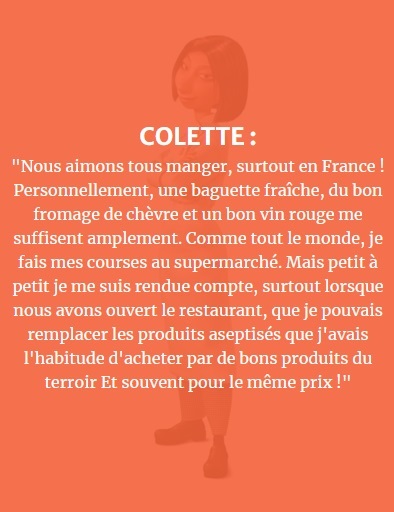 COLETTE :
"Nous aimons tous manger, surtout en France !
Personnellement, une baguette fraîche, du bon
fromage de chèvre et un bon vin rouge me
suffisent amplement. Comme tout le monde, je
fais mes courses au supermarché. Mais petit à
petit je me suis rendue compte, surtout lorsque
nous avons ouvert le restaurant, que je pouvais
remplacer les produits aseptisés que j'avais
l'habitude d'acheter par de bons produits du
terroir Et souvent pour le même prix !"